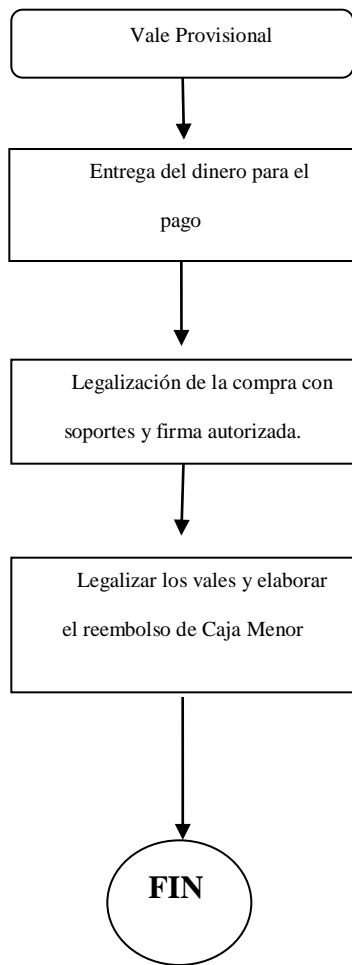 Vale Provisional
Entrega del dinero para el
pago
Legalización de la compra con
soportes y firma autorizada.
Legalizar los vales y elaborar
el reembolso de Caja Menor
FIN